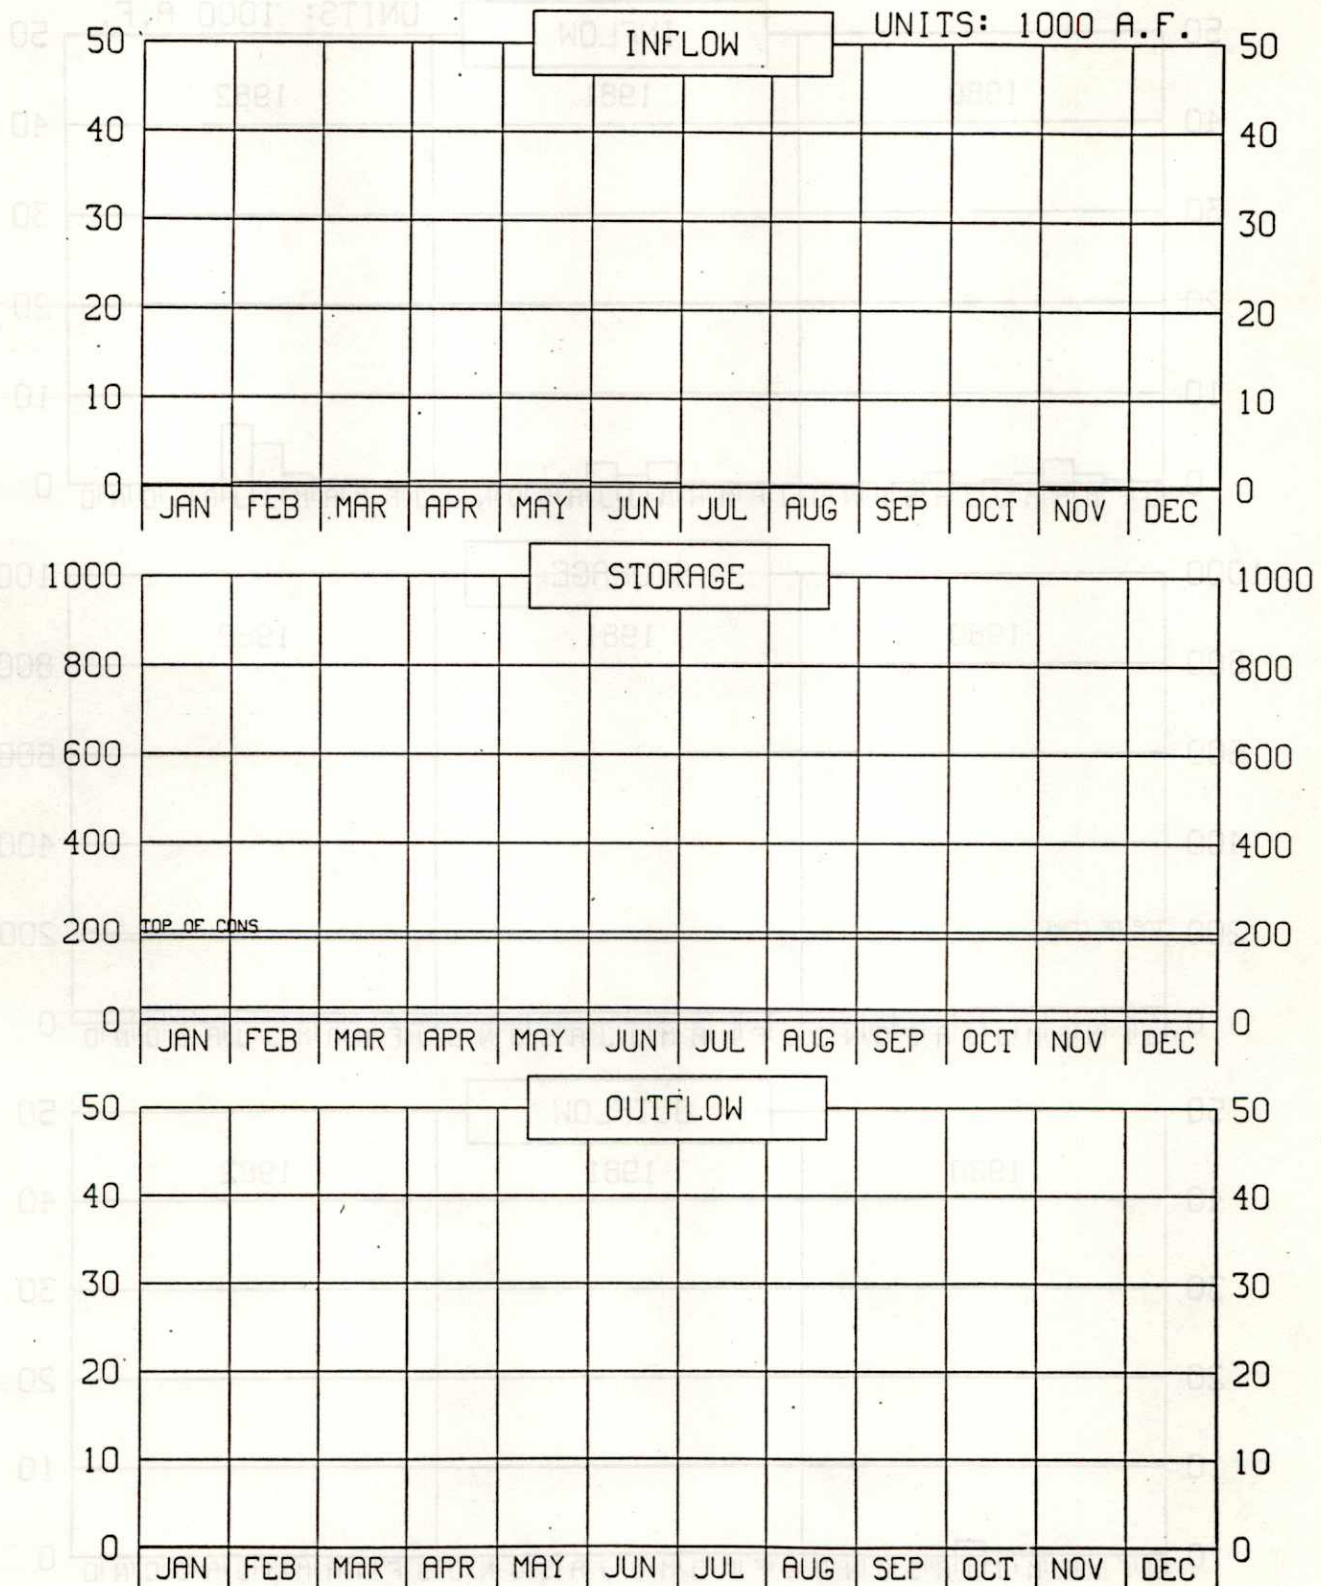 INFLOW UNITS: 1000 A.F.
50 50
40 40
30 30
20 20
10 10
0 0
JAN FEB MAR APR MAY JUN JUL AUG SEP OCT NOV DEC
STORAGE
1000 1000
800 800
600 600
400 400
200 TOP OF CONS 200
0 0
JAN FEB MAR APR MAY JUN JUL AUG SEP OCT NOV DEC
OUTFLOW
50 50
40 40
30 30
20 20
10 10
0 0
JAN FEB MAR APR MAY JUN JUL AUG SEP OCT NOV DEC